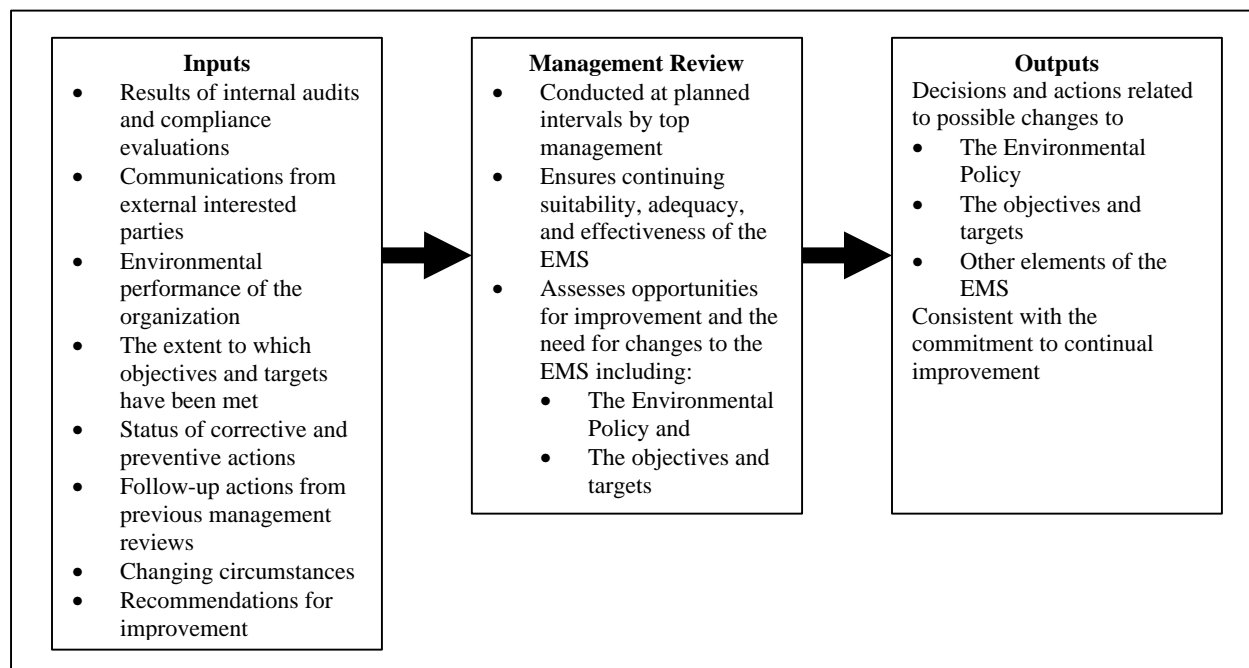 Inputs
• Results of internal audits
and compliance
evaluations
• Communications from
external interested
parties
• Environmental
performance of the
organization
• The extent to which
objectives and targets
have been met
• Status of corrective and
preventive actions
• Follow-up actions from
previous management
reviews
• Changing circumstances
• Recommendations for
improvement
Management Review
• Conducted at planned
intervals by top
management
• Ensures continuing
suitability, adequacy,
and effectiveness of the
EMS
• Assesses opportunities
for improvement and the
need for changes to the
EMS including:
• The Environmental
Policy and
• The objectives and
targets
Outputs
Decisions and actions related
to possible changes to
• The Environmental
Policy
• The objectives and
targets
• Other elements of the
EMS
Consistent with the
commitment to continual
improvement